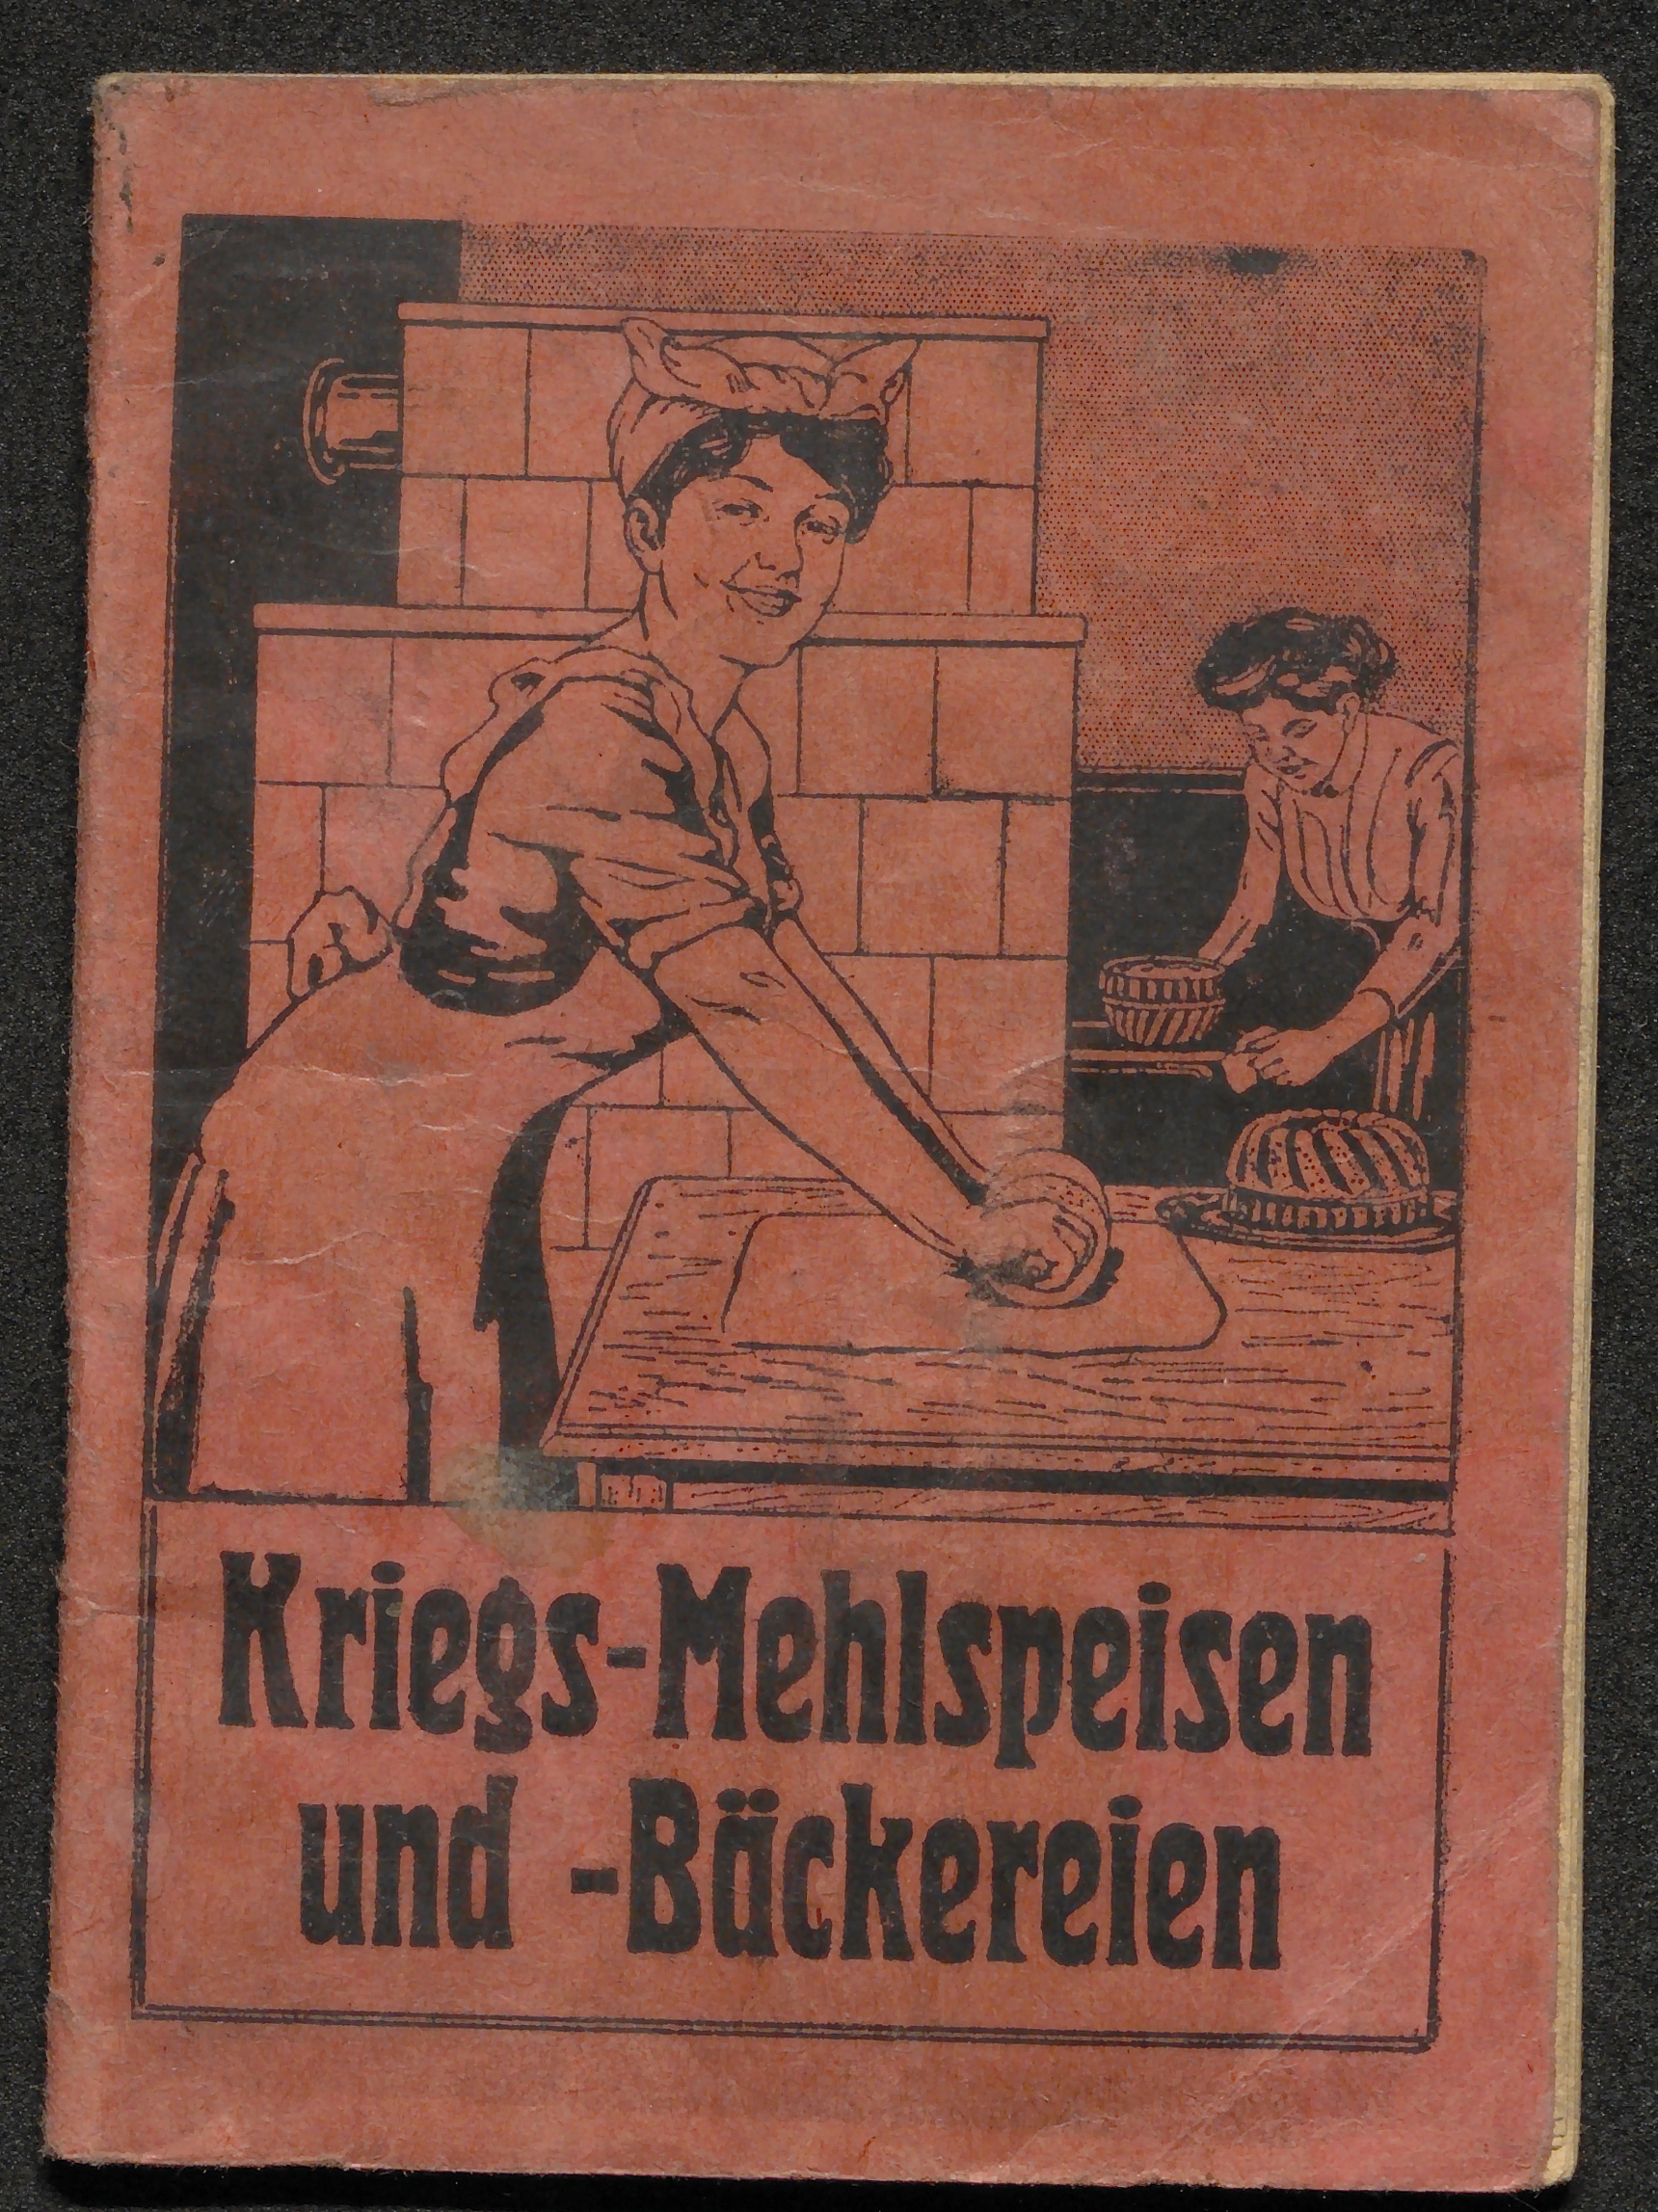 Kriegs-Mehlspeisen
und -Bäckereien